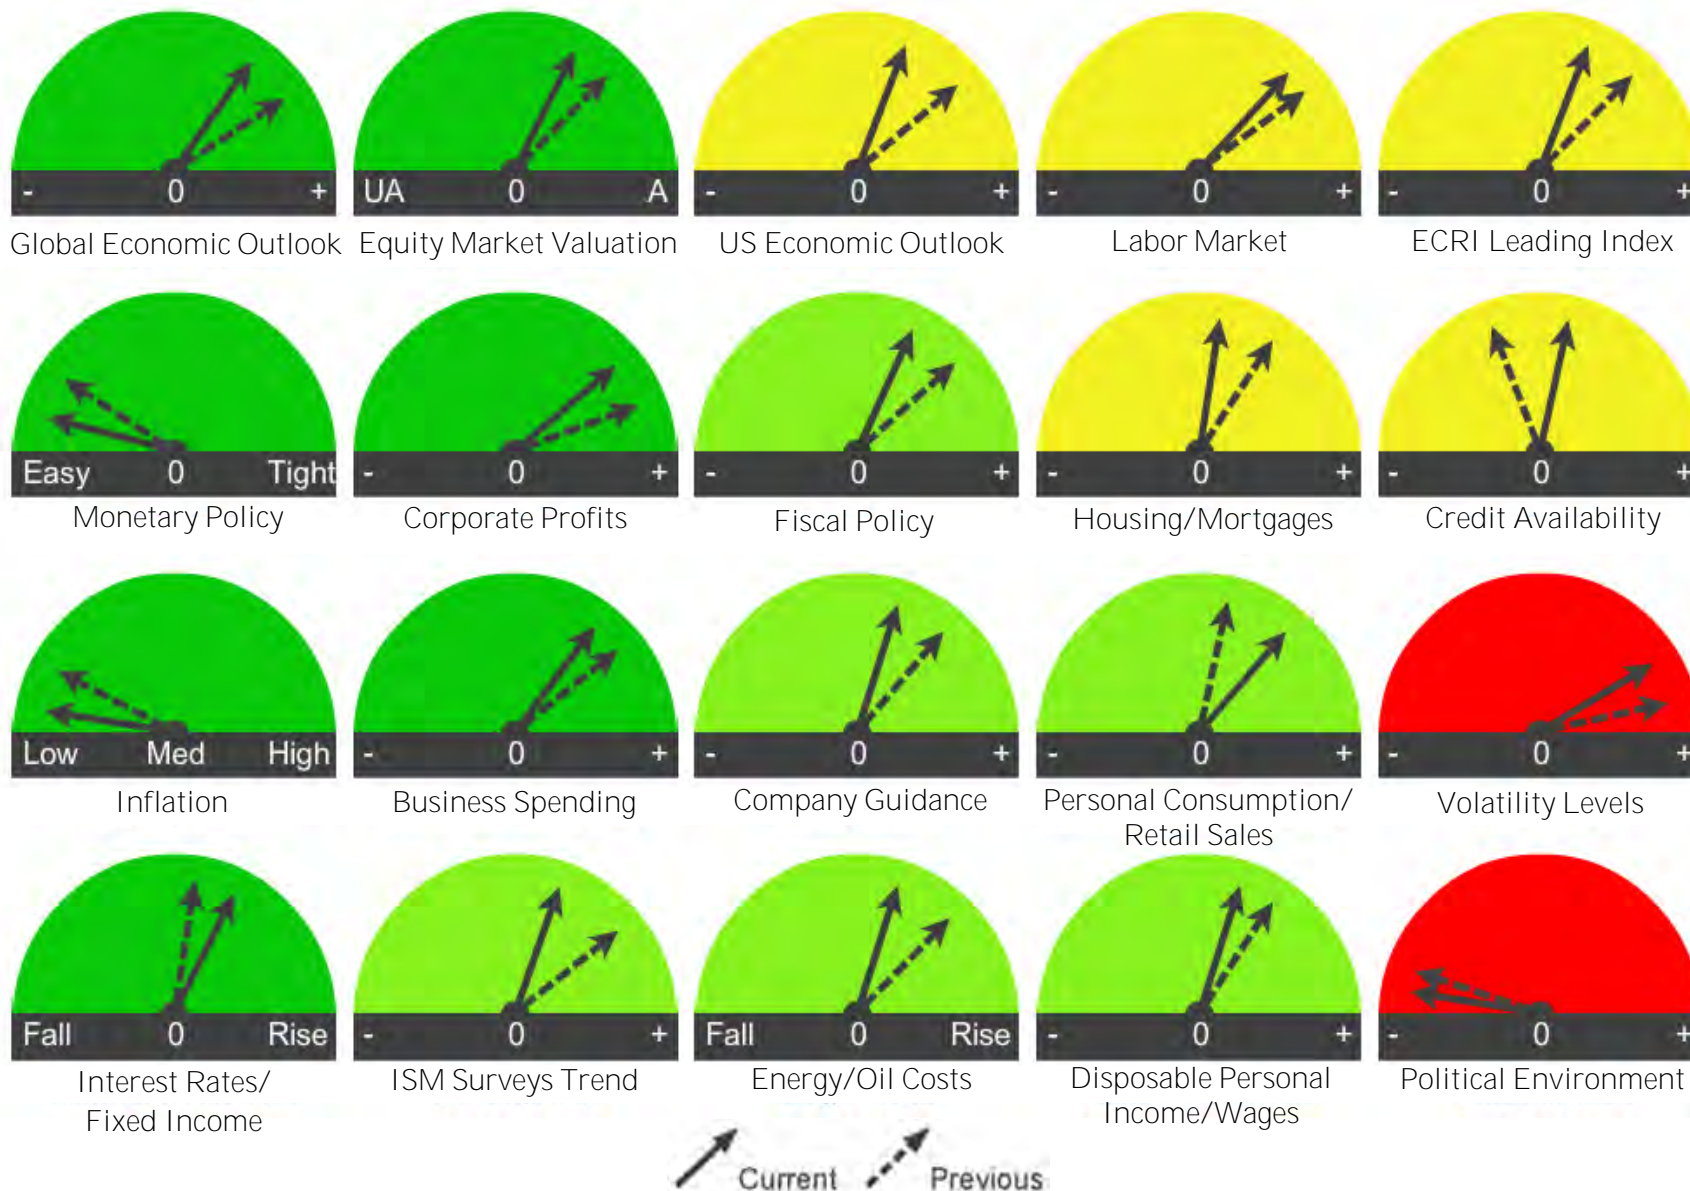 - 0 +
UA 0 A
- 0 +
- 0 +
- 0 +
Global Economic Outlook
Equity Market Valuation
US Economic Outlook
Labor Market
ECRI Leading Index
Easy 0 Tight
- 0 +
- 0 +
- 0 +
- 0 +
Monetary Policy
Corporate Profits
Fiscal Policy
Housing/Mortgages
Credit Availability
Low Med High
- 0 +
- 0 +
- 0 +
- 0 +
Inflation
Business Spending
Company Guidance
Personal Consumption/
Retail Sales
Volatility Levels
Fall 0 Rise
- 0 +
Fall 0 Rise
- 0 +
- 0 +
Interest Rates/
Fixed Income
ISM Surveys Trend
Energy/Oil Costs
Disposable Personal
Income/Wages
Political Environment
Current Previous